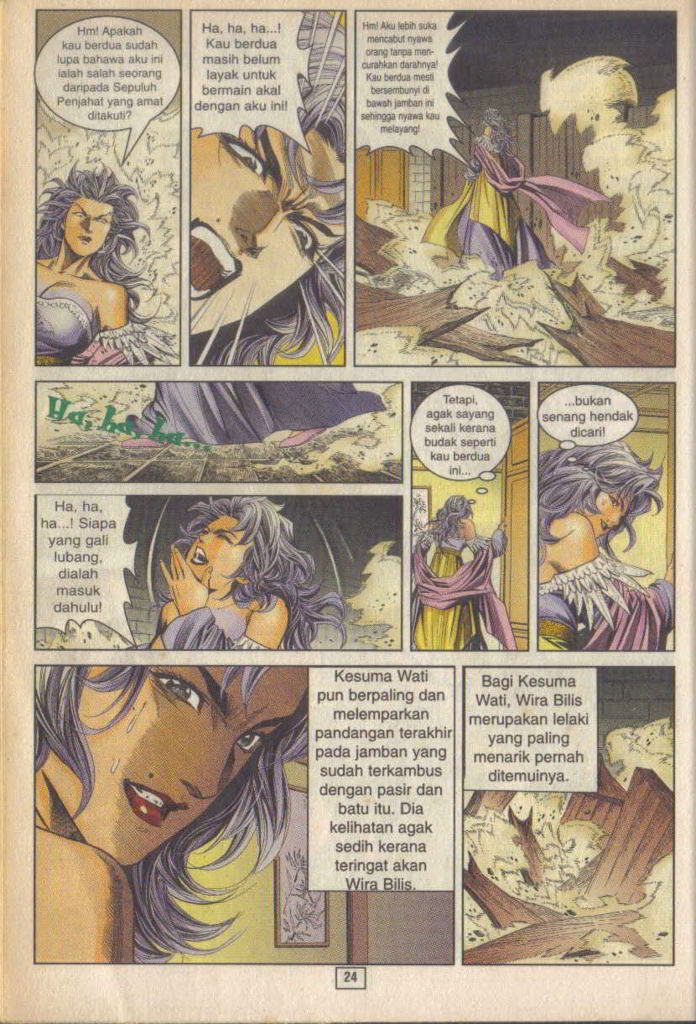 Hm! Apakah
kau berdua sudah
lupa bahawa aku ini
ialah salah seorang
daripada Sepuluh
Penjahat yang amat
ditakuti?
Ha, ha, ha...!
Kau berdua
masih belum
layak untuk
bermain akal
dengan aku ini!
Hm! Aku lebih suka
mencabut nyawa
orang tanpa men-
curahkan darahnya!
Kau berdua mesti
bersembunyi di
bawah jamban ini
sehingga nyawa kau
melayang!
Ha, ha, ha...
Ha, ha,
ha...! Siapa
yang gali
lubang,
dialah
masuk
dahulu!
Tetapi,
agak sayang
sekali kerana
budak seperti
kau berdua
ini...
...bukan
senang hendak
dicari!
Kesuma Wati
pun berpaling dan
melemparkan
pandangan terakhir
pada jamban yang
sudah terkambus
dengan pasir dan
batu itu. Dia
kelihatan agak
sedih kerana
teringat akan
Wira Bilis.
Bagi Kesuma
Wati, Wira Bilis
merupakan lelaki
yang paling
menarik pernah
ditemuinya.
24